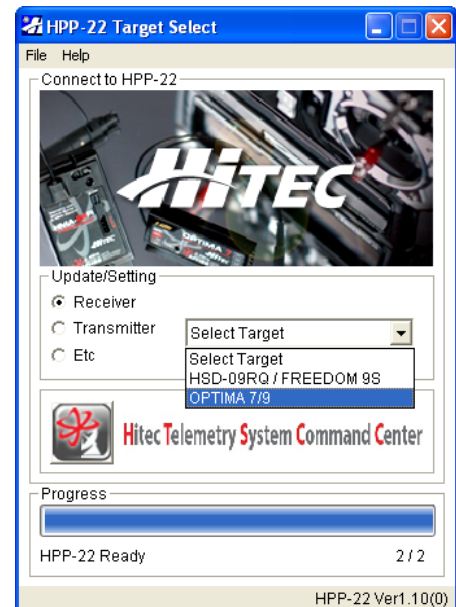 HPP-22 Target Select
File Help
Connect to HPP-22
HiTEC
OPTIMA 7
Update/Setting
Receiver
Transmitter
Select Target
Etc
Select Target
HSD-09RQ / FREEDOM 9S
OPTIMA 7/9
Hitec Telemetry System Command Center
Progress
HPP-22 Ready 2 / 2
HPP-22 Ver1.10(0)